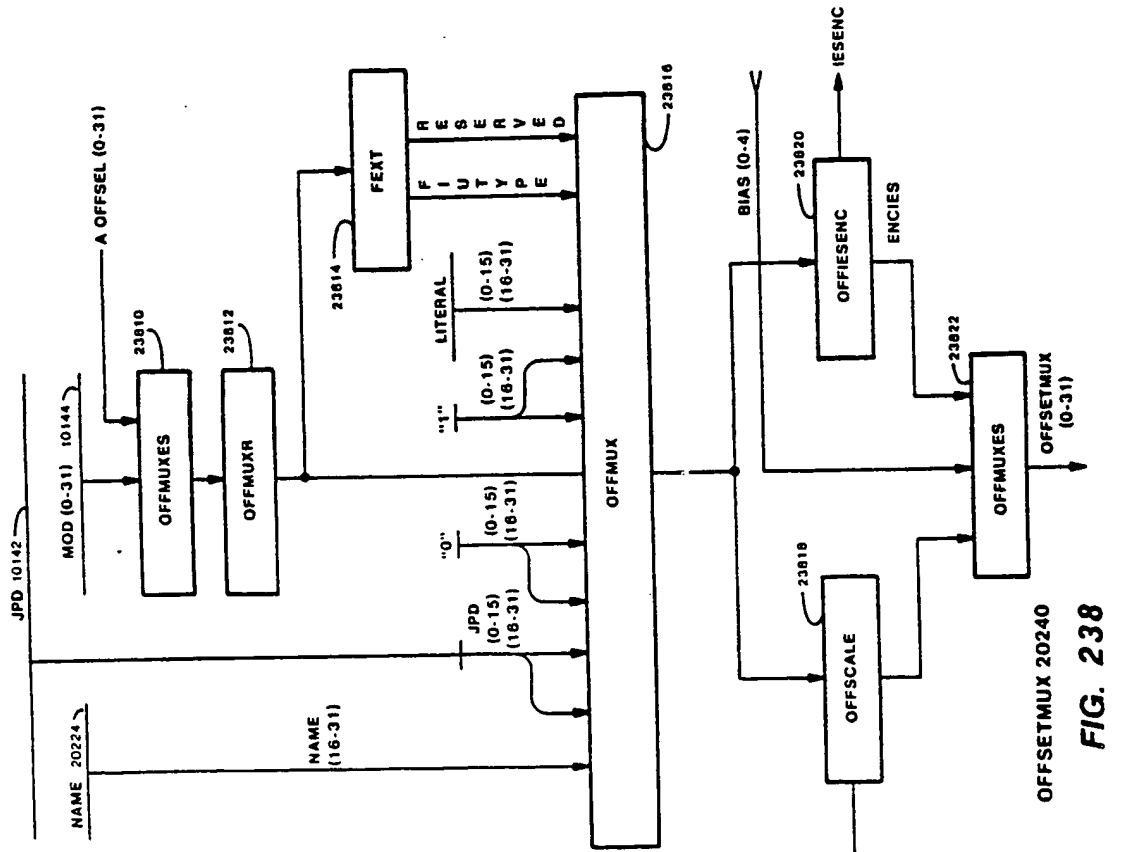 JPD 10142
MOD (0-31) 10144
A OFFSEL (0-31)
NAME 20224
OFFMUXES
23810
OFFMUXR
23812
FEXT
23814
F I U T Y P E
R E S E R V E D
NAME
(16-31)
JPD
(0-15)
(16-31)
"0"
(0-15)
(16-31)
"1"
(0-15)
(16-31)
LITERAL
(0-15)
(16-31)
OFFMUX
23816
BIAS (0-4)
OFFSCALE
23818
OFFIESENC
23820
IESENC
ENCIES
OFFMUXES
23822
OFFSETMUX
(0-31)
OFFSETMUX 20240
FIG. 238